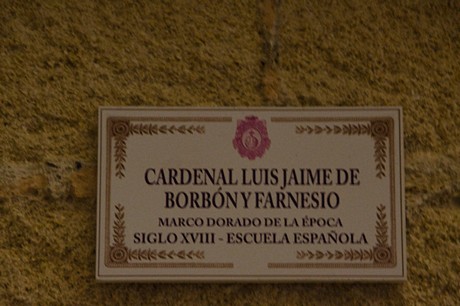 CARDENAL LUIS JAIME DE
BORBÓN Y FARNESIO
MARCO DORADO DE LA ÉPOCA
SIGLO XVIII - ESCUELA ESPAÑOLA